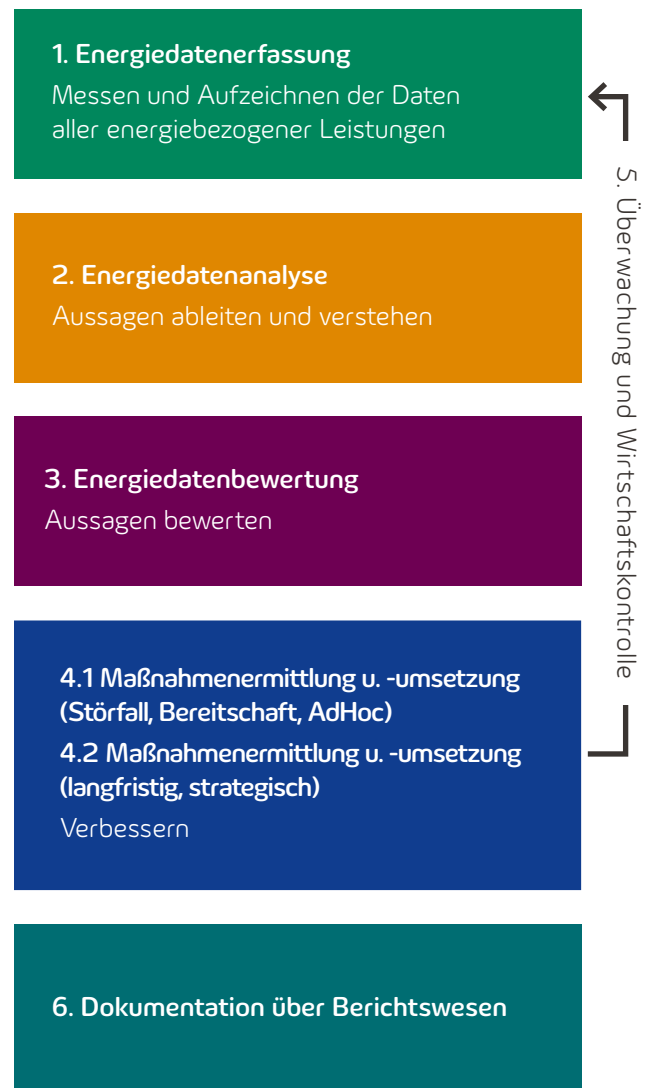 1. Energiedatenerfassung
Messen und Aufzeichnen der Daten
aller energiebezogener Leistungen
2. Energiedatenanalyse
Aussagen ableiten und verstehen
3. Energiedatenbewertung
Aussagen bewerten
4.1 Maßnahmenermittlung u. -umsetzung
(Störfall, Bereitschaft, AdHoc)
4.2 Maßnahmenermittlung u. -umsetzung
(langfristig, strategisch)
Verbessern
5. Überwachung und Wirtschaftskontrolle
6. Dokumentation über Berichtswesen